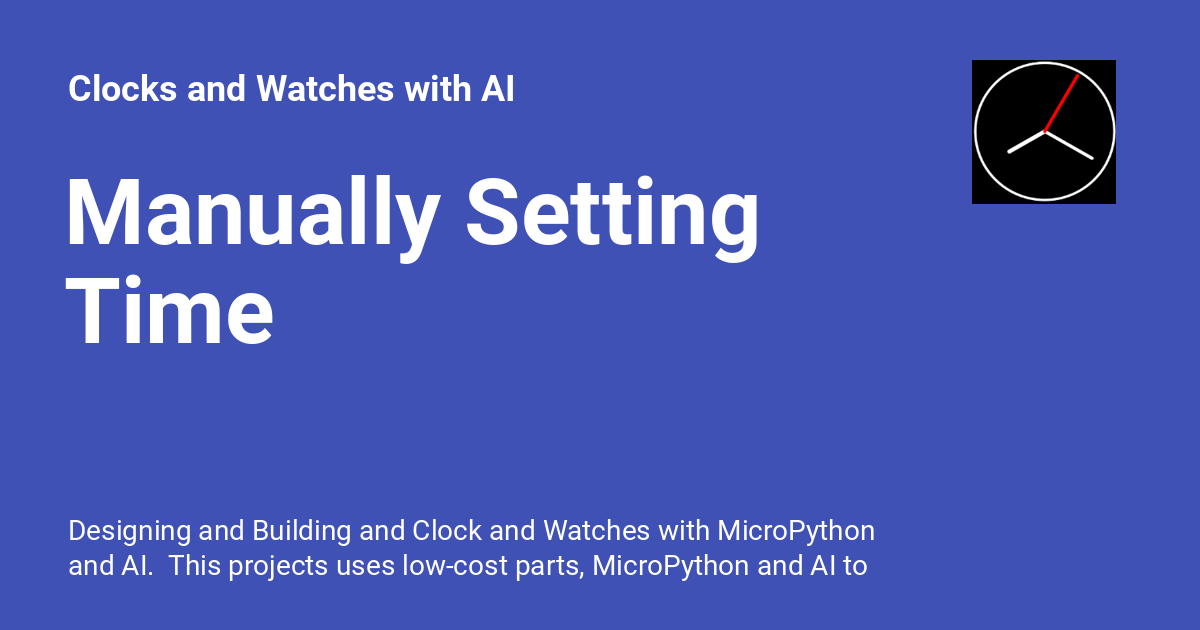 Clocks and Watches with AI
Manually Setting
Time
Designing and Building and Clock and Watches with MicroPython
and AI.  This projects uses low-cost parts, MicroPython and AI to